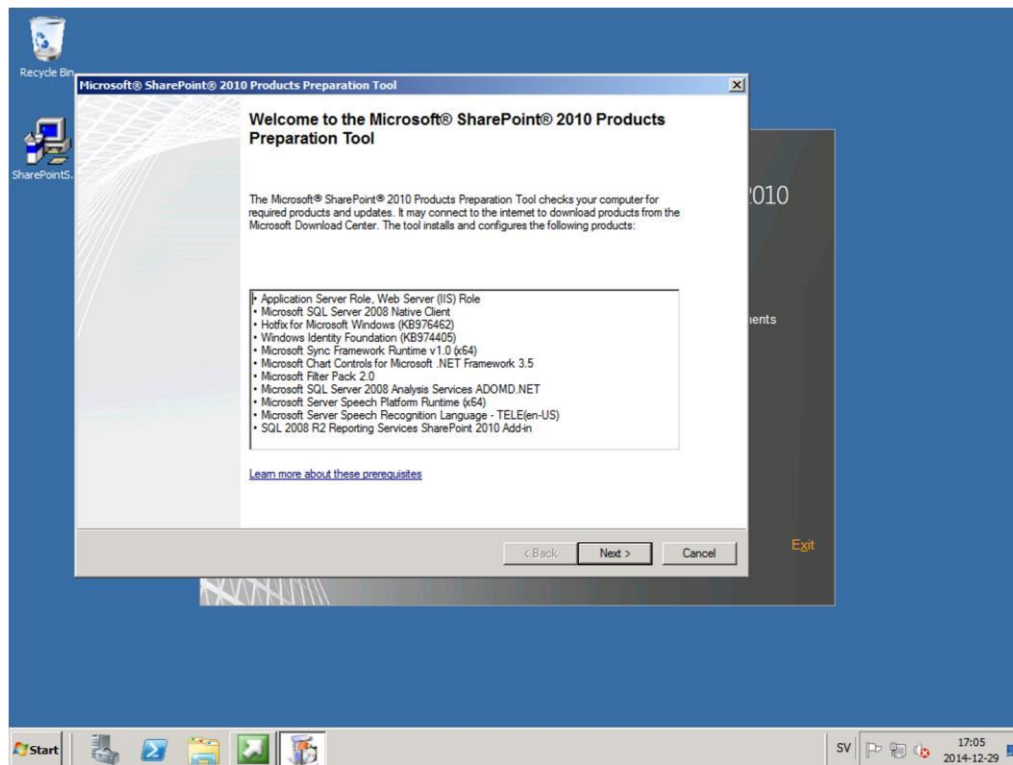 Recycle Bin
SharePointS.
Microsoft® SharePoint® 2010 Products Preparation Tool
Welcome to the Microsoft® SharePoint® 2010 Products
Preparation Tool
The Microsoft® SharePoint® 2010 Products Preparation Tool checks your computer for
required products and updates. It may connect to the internet to download products from the
Microsoft Download Center. The tool installs and configures the following products:
• Application Server Role, Web Server (IIS) Role
• Microsoft SQL Server 2008 Native Client
• Hotfix for Microsoft Windows (KB976462)
• Windows Identity Foundation (KB974405)
• Microsoft Sync Framework Runtime v1.0 (x64)
• Microsoft Chart Controls for Microsoft .NET Framework 3.5
• Microsoft Filter Pack 2.0
• Microsoft SQL Server 2008 Analysis Services ADOMD.NET
• Microsoft Server Speech Platform Runtime (x64)
• Microsoft Server Speech Recognition Language - TELE(en-US)
• SQL 2008 R2 Reporting Services SharePoint 2010 Add-in
Learn more about these prerequisites
< Back Next > Cancel
2010
ents
Exit
Start
SV
17:05
2014-12-29